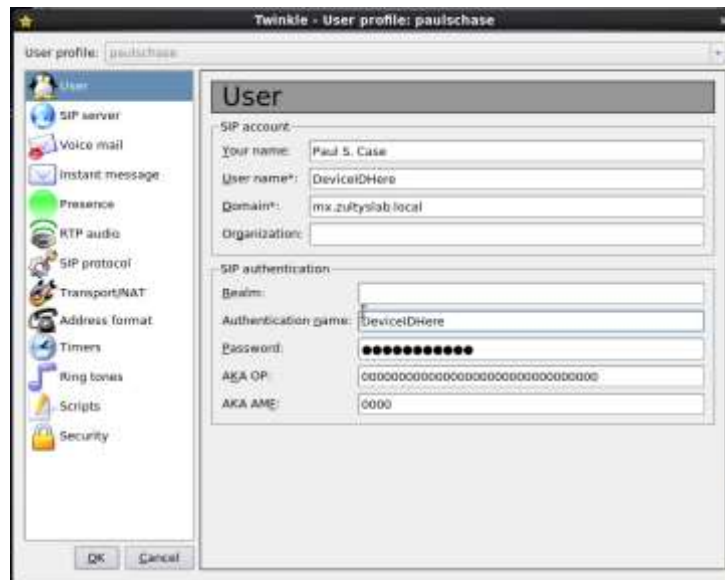 Twinkle - User profile: paulschase
User profile: paulschase
User
SIP server
Voice mail
Instant message
Presence
RTP audio
SIP protocol
Transport/NAT
Address format
Timers
Ring tones
Scripts
Security
OK Cancel
User
SIP account
Your name: Paul S. Case
User name*: DeviceIDHere
Domain*: mx.zultyslab.local
Organization:
SIP authentication
Realm:
Authentication name: DeviceIDHere
Password: ●●●●●●●●●●●
AKA OP: 00000000000000000000000000000000
AKA AMF: 0000